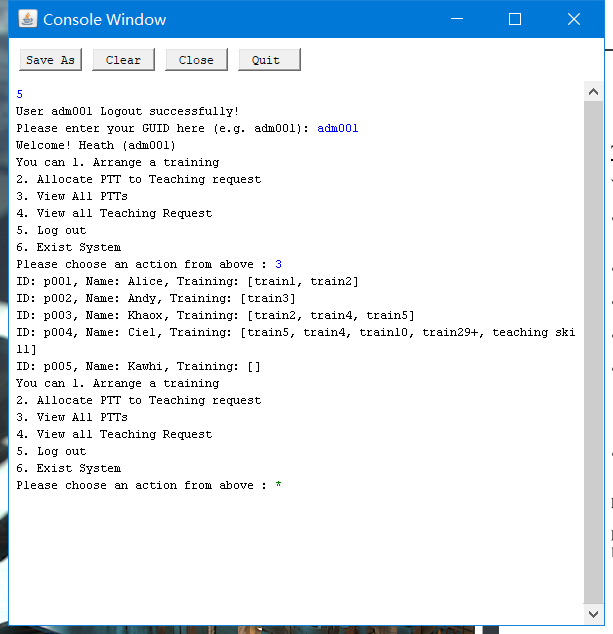 Console Window
Save As Clear Close Quit
5
User adm001 Logout successfully!
Please enter your GUID here (e.g. adm001): adm001
Welcome! Heath (adm001)
You can 1. Arrange a training
2. Allocate PTT to Teaching request
3. View All PTTs
4. View all Teaching Request
5. Log out
6. Exist System
Please choose an action from above : 3
ID: p001, Name: Alice, Training: [train1, train2]
ID: p002, Name: Andy, Training: [train3]
ID: p003, Name: Khaox, Training: [train2, train4, train5]
ID: p004, Name: Ciel, Training: [train5, train4, train10, train29+, teaching ski
ll]
ID: p005, Name: Kawhi, Training: []
You can 1. Arrange a training
2. Allocate PTT to Teaching request
3. View All PTTs
4. View all Teaching Request
5. Log out
6. Exist System
Please choose an action from above : *